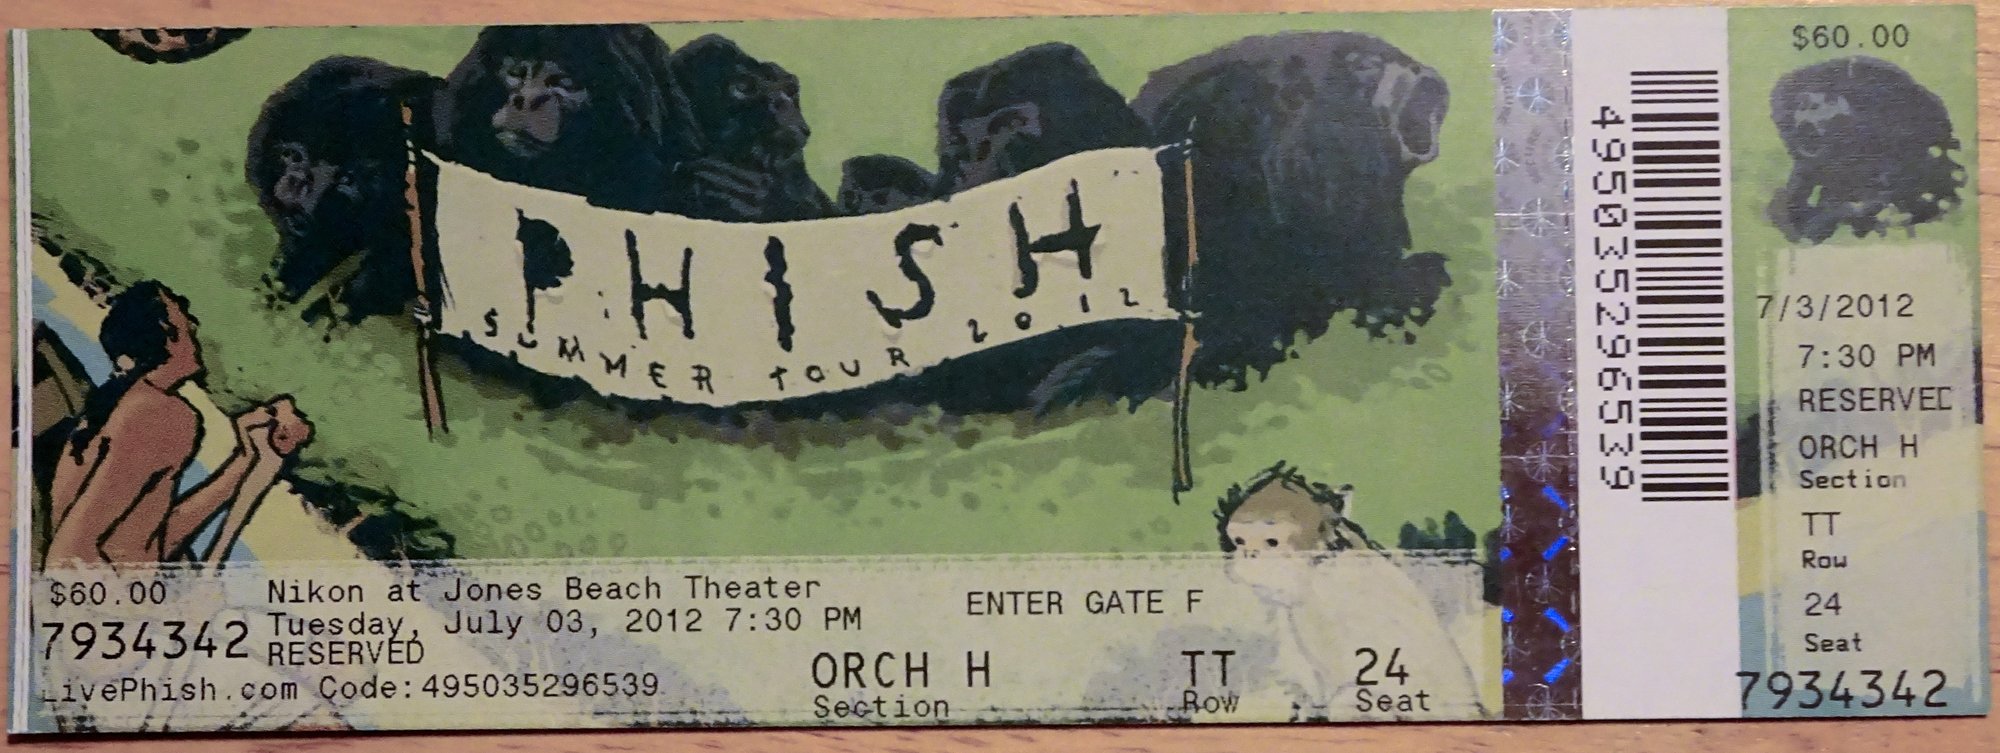 PHISH
SUMMER TOUR 2012
$60.00
7934342
Nikon at Jones Beach Theater
Tuesday, July 03, 2012 7:30 PM
RESERVED
LivePhish.com Code:495035296539
ENTER GATE F
ORCH H
Section
TT
Row
24
Seat
495035296539
$60.00
7/3/2012
7:30 PM
RESERVED
ORCH H
Section
TT
Row
24
Seat
7934342